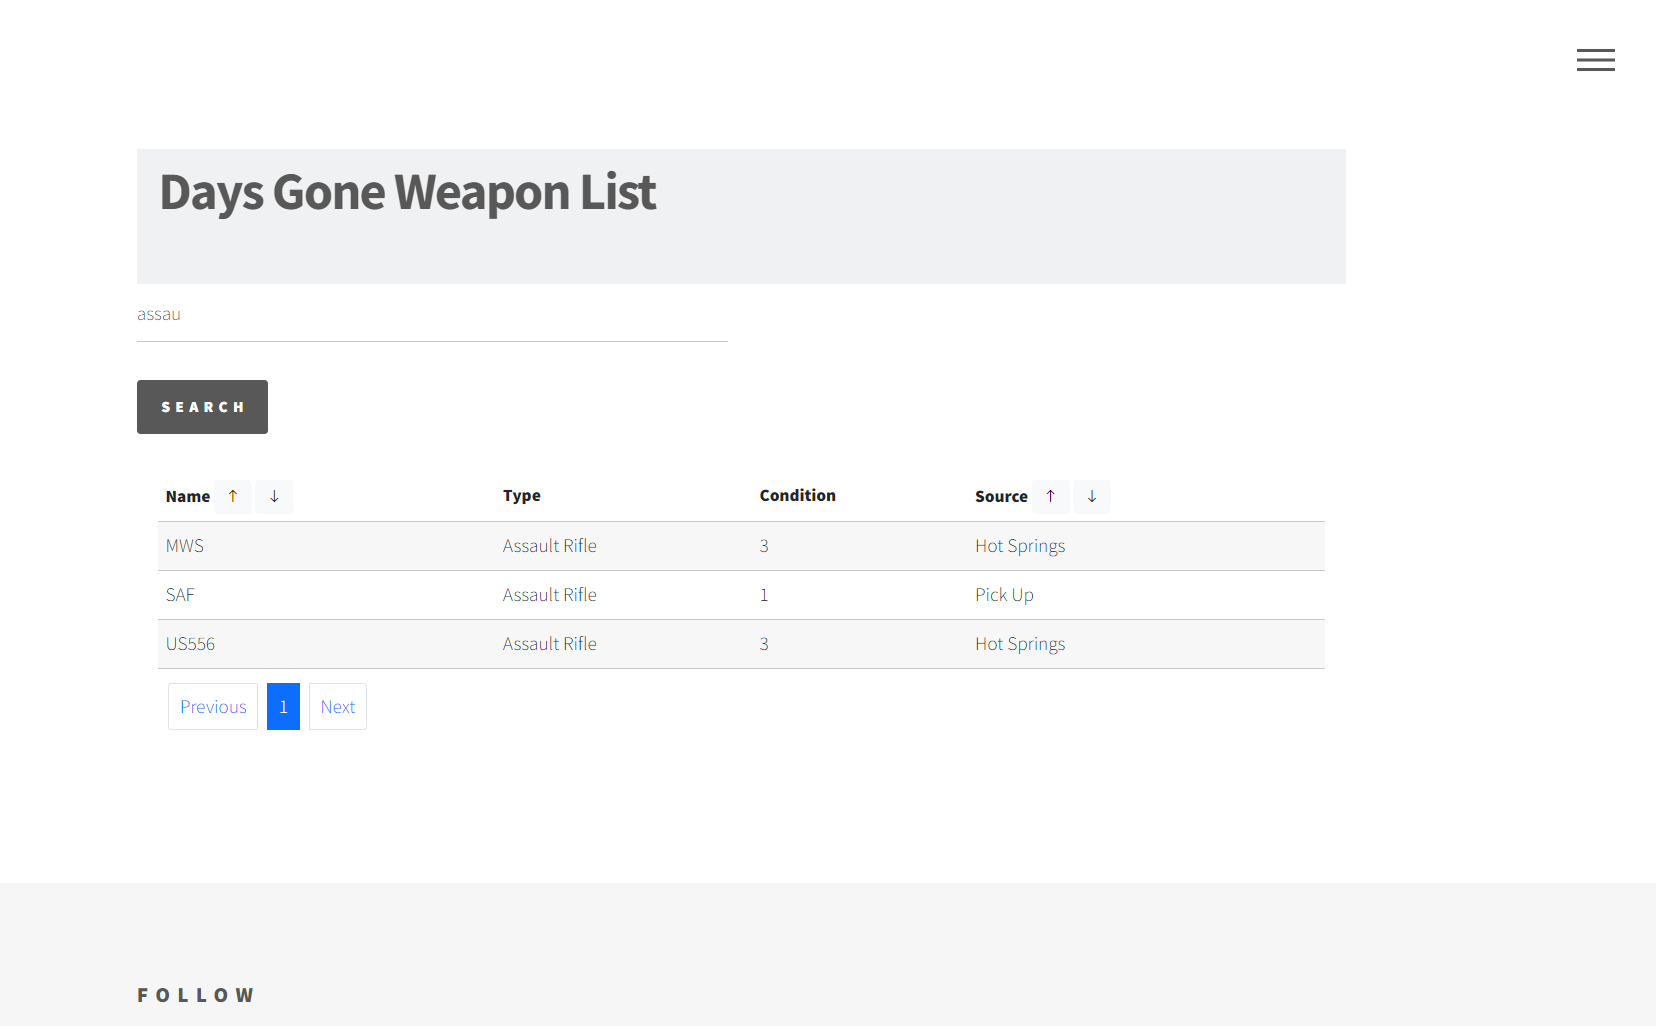 Days Gone Weapon List
assau
SEARCH
Name ↑ ↓ Type Condition Source ↑ ↓
MWS Assault Rifle 3 Hot Springs
SAF Assault Rifle 1 Pick Up
US556 Assault Rifle 3 Hot Springs
Previous 1 Next
FOLLOW